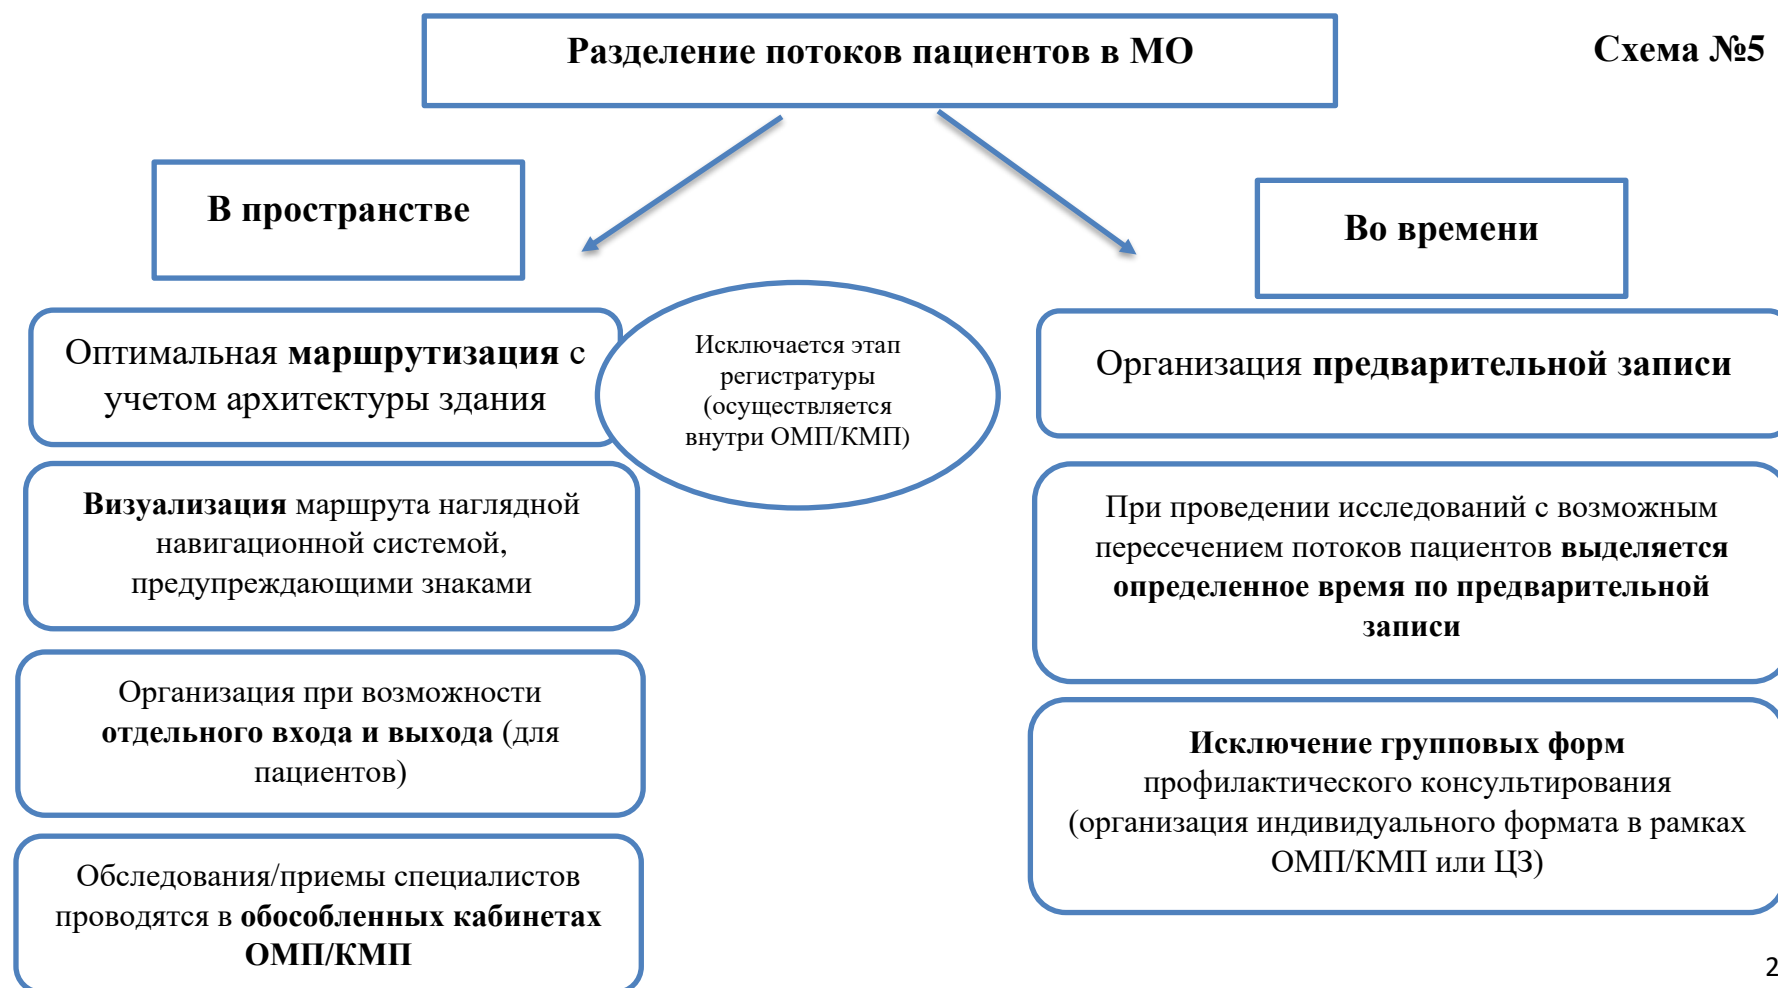 Разделение потоков пациентов в МО
Схема №5
В пространстве
Во времени
Оптимальная маршрутизация с
учетом архитектуры здания
Визуализация маршрута наглядной
навигационной системой,
предупреждающими знаками
Организация при возможности
отдельного входа и выхода (для
пациентов)
Обследования/приемы специалистов
проводятся в обособленных кабинетах
ОМП/КМП
Исключается этап
регистратуры
(осуществляется
внутри ОМП/КМП)
Организация предварительной записи
При проведении исследований с возможным
пересечением потоков пациентов выделяется
определенное время по предварительной
записи
Исключение групповых форм
профилактического консультирования
(организация индивидуального формата в рамках
ОМП/КМП или ЦЗ)
2